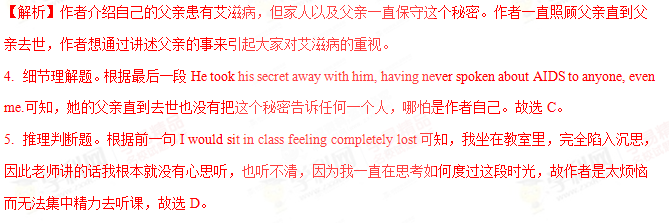 【解析】作者介绍自己的父亲患有艾滋病，但家人以及父亲一直保守这个秘密。作者一直照顾父亲直到父
亲去世，作者想通过讲述父亲的事来引起大家对艾滋病的重视。
4. 细节理解题。根据最后一段 He took his secret away with him, having never spoken about AIDS to anyone, even
me.可知，她的父亲直到去世也没有把这个秘密告诉任何一个人，哪怕是作者自己。故选 C。
5. 推理判断题。根据前一句 I would sit in class feeling completely lost 可知，我坐在教室里，完全陷入沉思，
因此老师讲的话我根本就没有心思听，也听不清，因为我一直在思考如何度过这段时光，故作者是太烦恼
而无法集中精力去听课，故选 D。